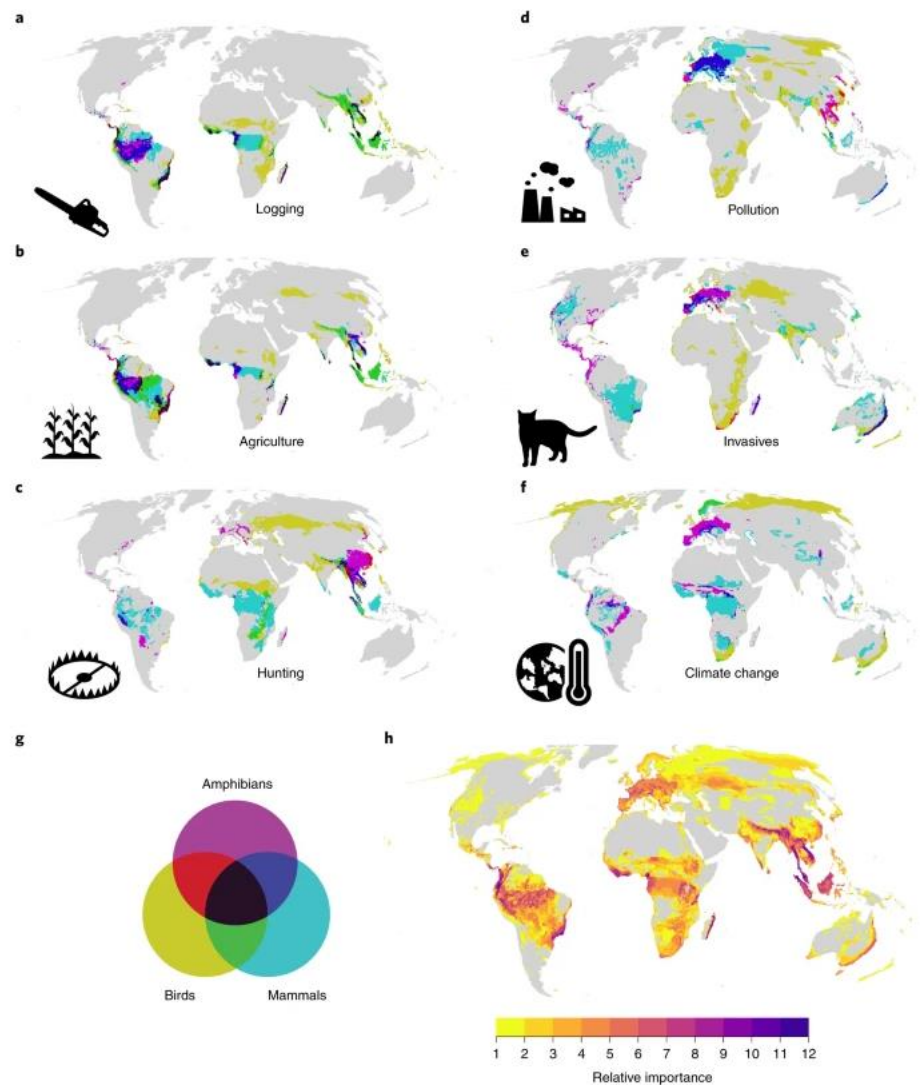 a
Logging
b
Agriculture
c
Hunting
d
Pollution
e
Invasives
f
Climate change
g
Amphibians
Birds
Mammals
h
1 2 3 4 5 6 7 8 9 10 11 12
Relative importance